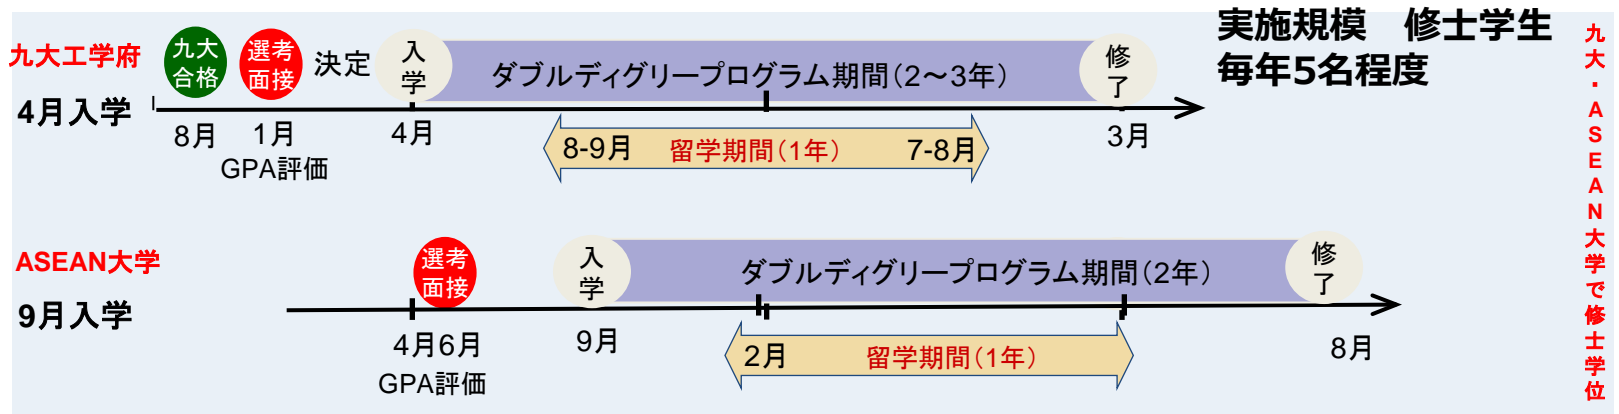 実施規模　修士学生
毎年5名程度
九大工学府
4月入学
九大
合格
選考
面接
決定
入
学
ダブルディグリープログラム期間（2～3年）
修
了
8月
1月
GPA評価
4月
8-9月
留学期間（1年）
7-8月
3月
ASEAN大学
9月入学
選考
面接
入
学
ダブルディグリープログラム期間（2年）
修
了
4月6月
GPA評価
9月
2月
留学期間（1年）
8月
九大・ASEAN大学で修士学位